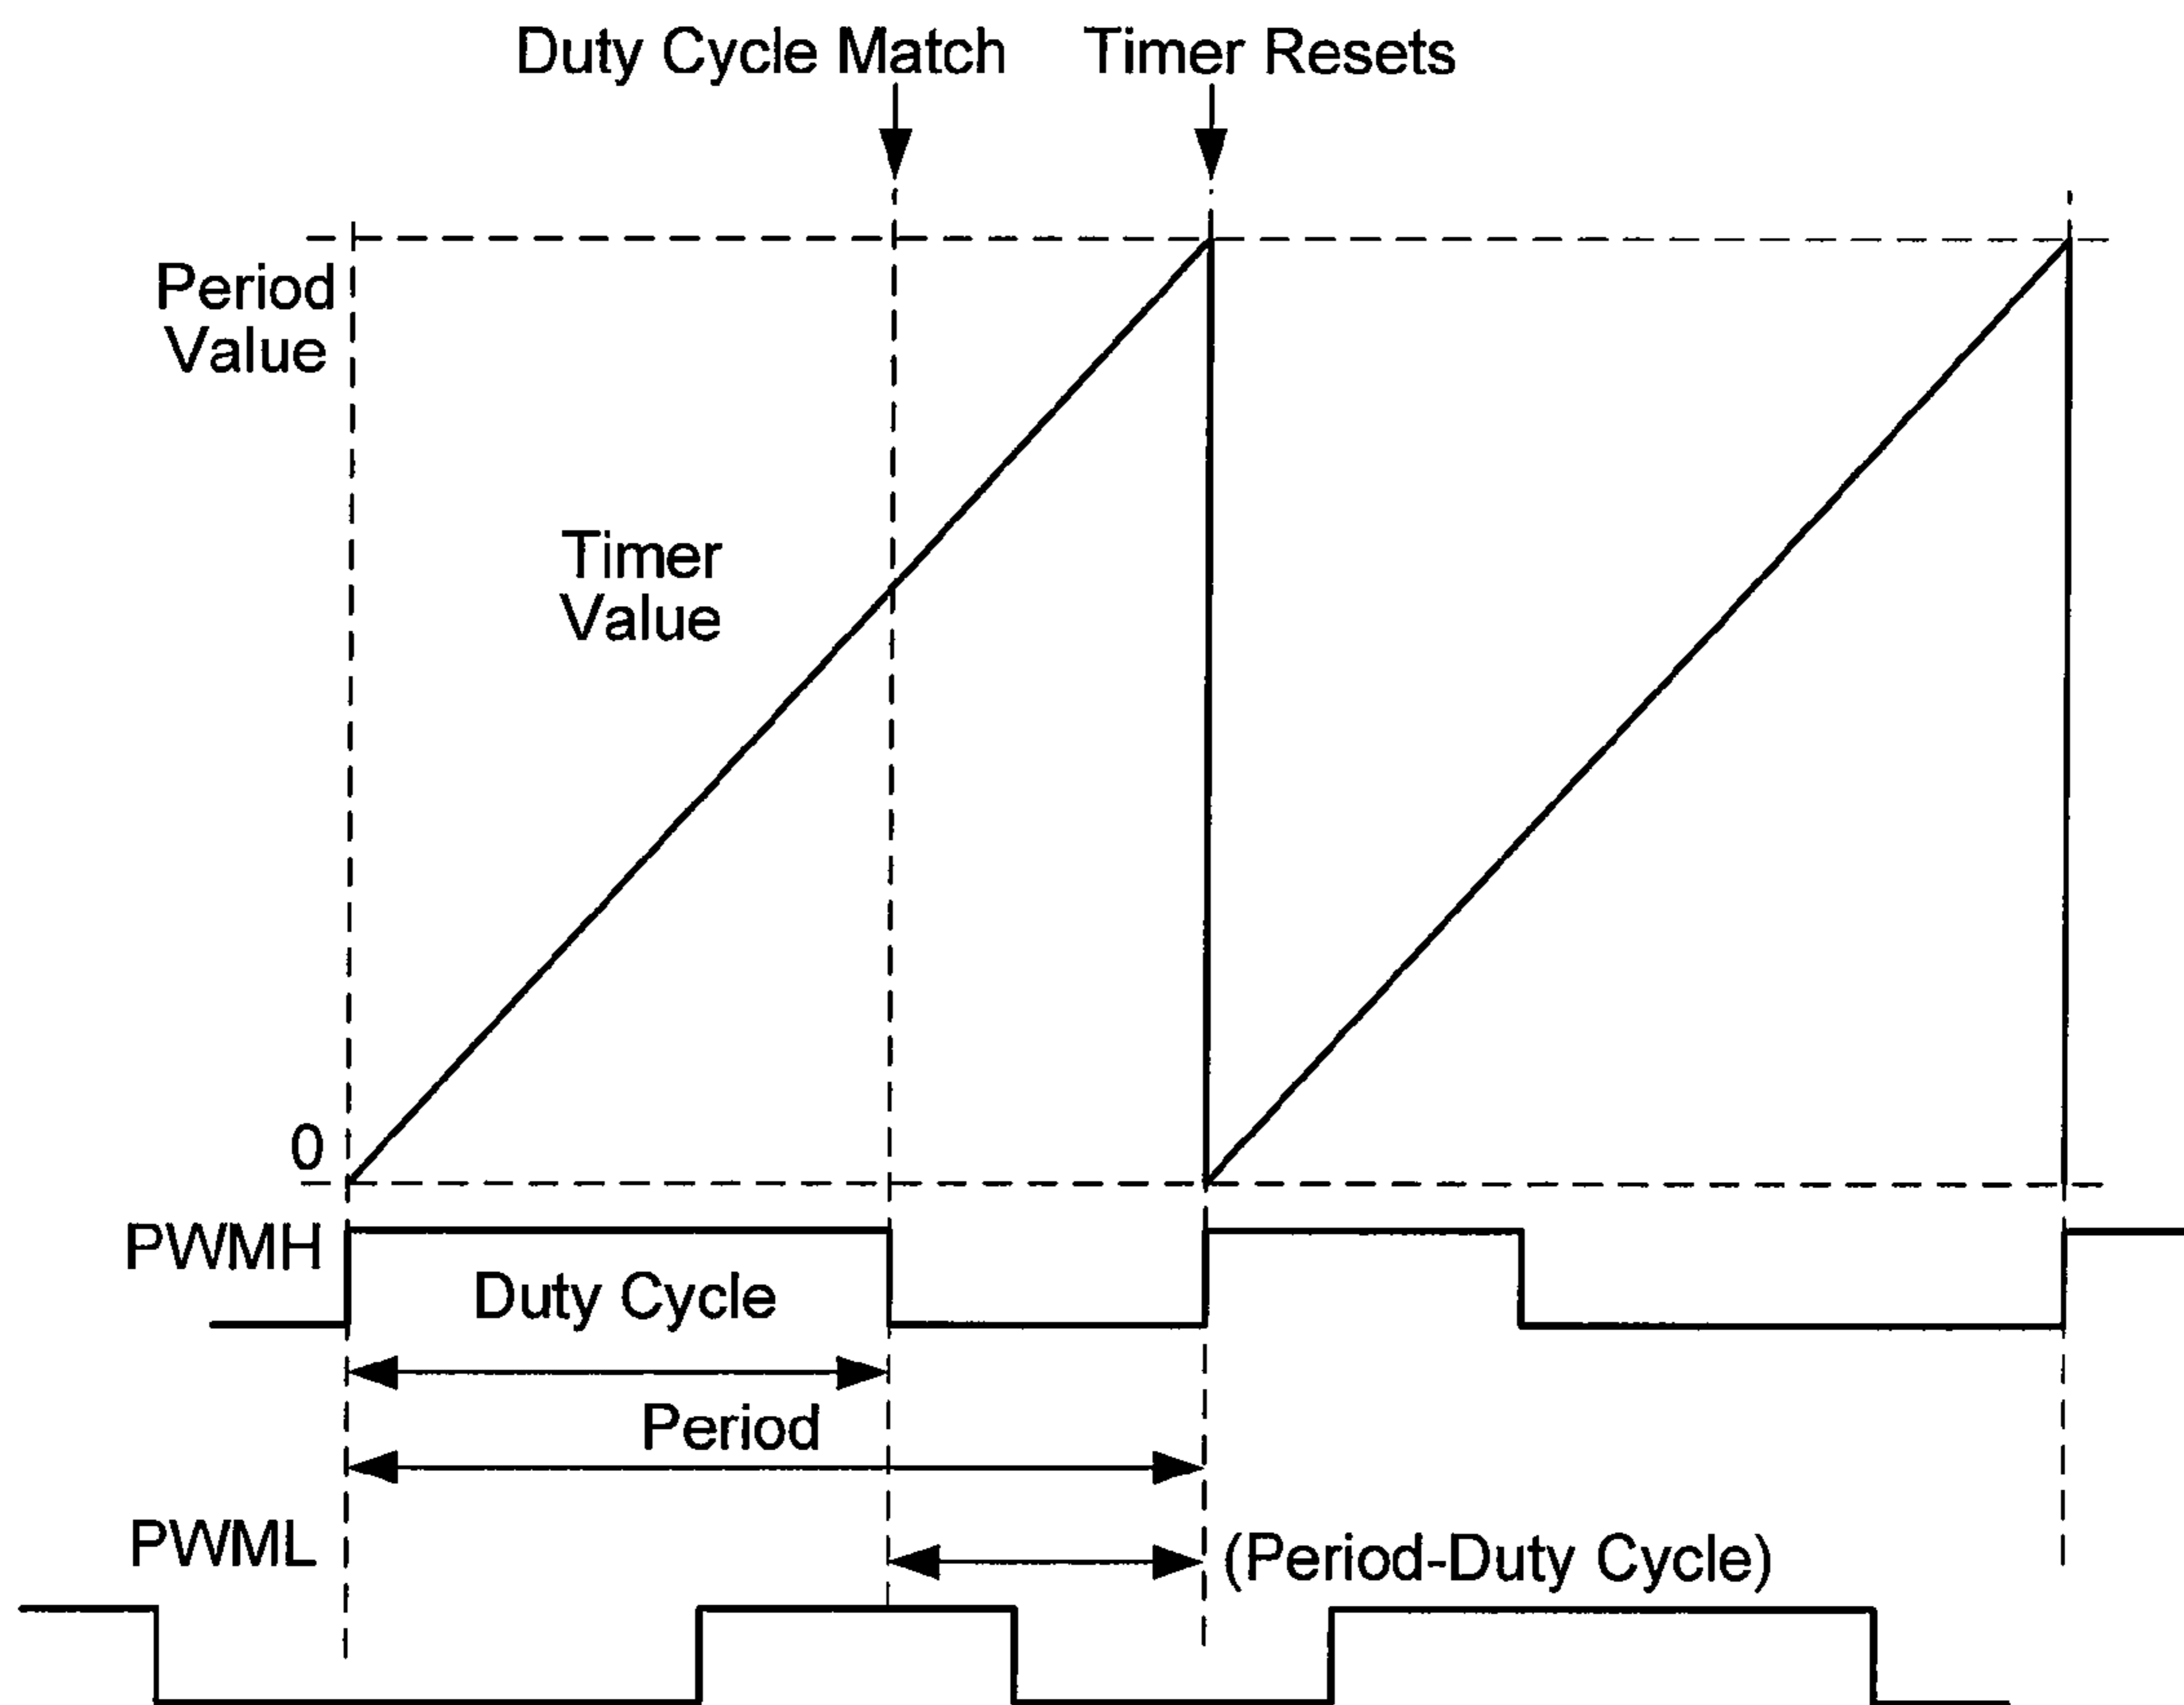 Duty Cycle Match
Timer Resets
Period
Value
Timer
Value
0
PWMH
Duty Cycle
Period
PWML
(Period-Duty Cycle)